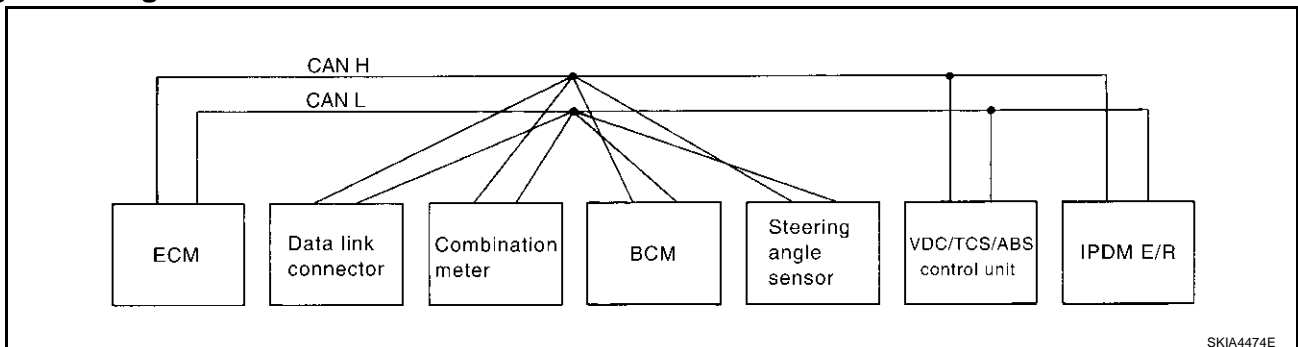 CAN H
CAN L
ECM
Data link
connector
Combination
meter
BCM
Steering
angle
sensor
VDC/TCS/ABS
control unit
IPDM E/R
SKIA4474E